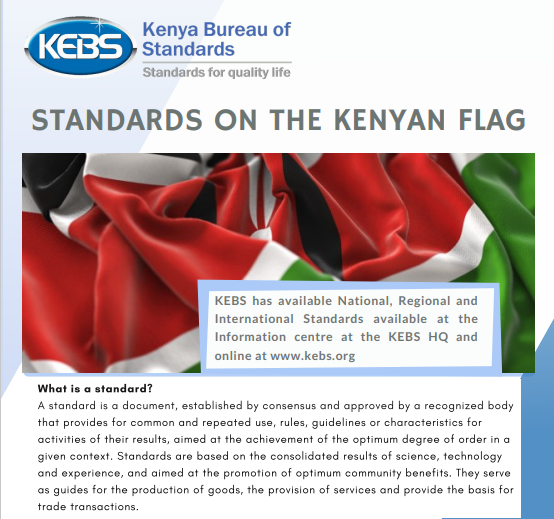 KEBS
Kenya Bureau of
Standards
Standards for quality life
STANDARDS ON THE KENYAN FLAG
KEBS has available National, Regional and
International Standards available at the
Information centre at the KEBS HQ and
online at www.kebs.org
What is a standard?
A standard is a document, established by consensus and approved by a recognized body
that provides for common and repeated use, rules, guidelines or characteristics for
activities of their results, aimed at the achievement of the optimum degree of order in a
given context. Standards are based on the consolidated results of science, technology
and experience, and aimed at the promotion of optimum community benefits. They serve
as guides for the production of goods, the provision of services and provide the basis for
trade transactions.